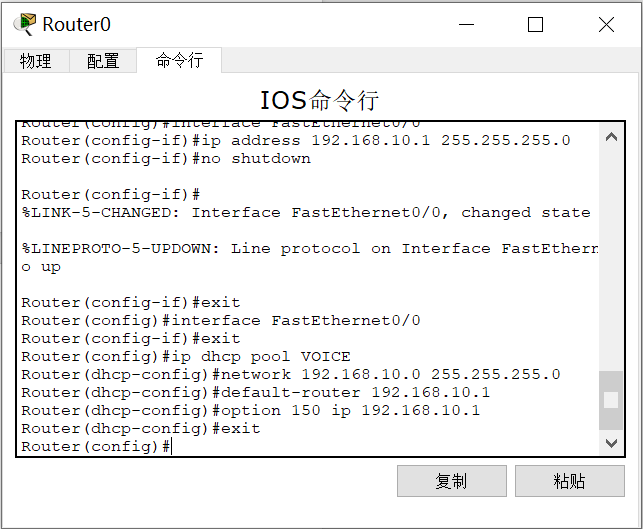 Router0
物理 配置 命令行
IOS命令行
Router(config)#interface FastEthernet0/0
Router(config-if)#ip address 192.168.10.1 255.255.255.0
Router(config-if)#no shutdown
Router(config-if)#
%LINK-5-CHANGED: Interface FastEthernet0/0, changed state
%LINEPROTO-5-UPDOWN: Line protocol on Interface FastEthern
o up
Router(config-if)#exit
Router(config)#interface FastEthernet0/0
Router(config-if)#exit
Router(config)#ip dhcp pool VOICE
Router(dhcp-config)#network 192.168.10.0 255.255.255.0
Router(dhcp-config)#default-router 192.168.10.1
Router(dhcp-config)#option 150 ip 192.168.10.1
Router(dhcp-config)#exit
Router(config)#
复制 粘贴